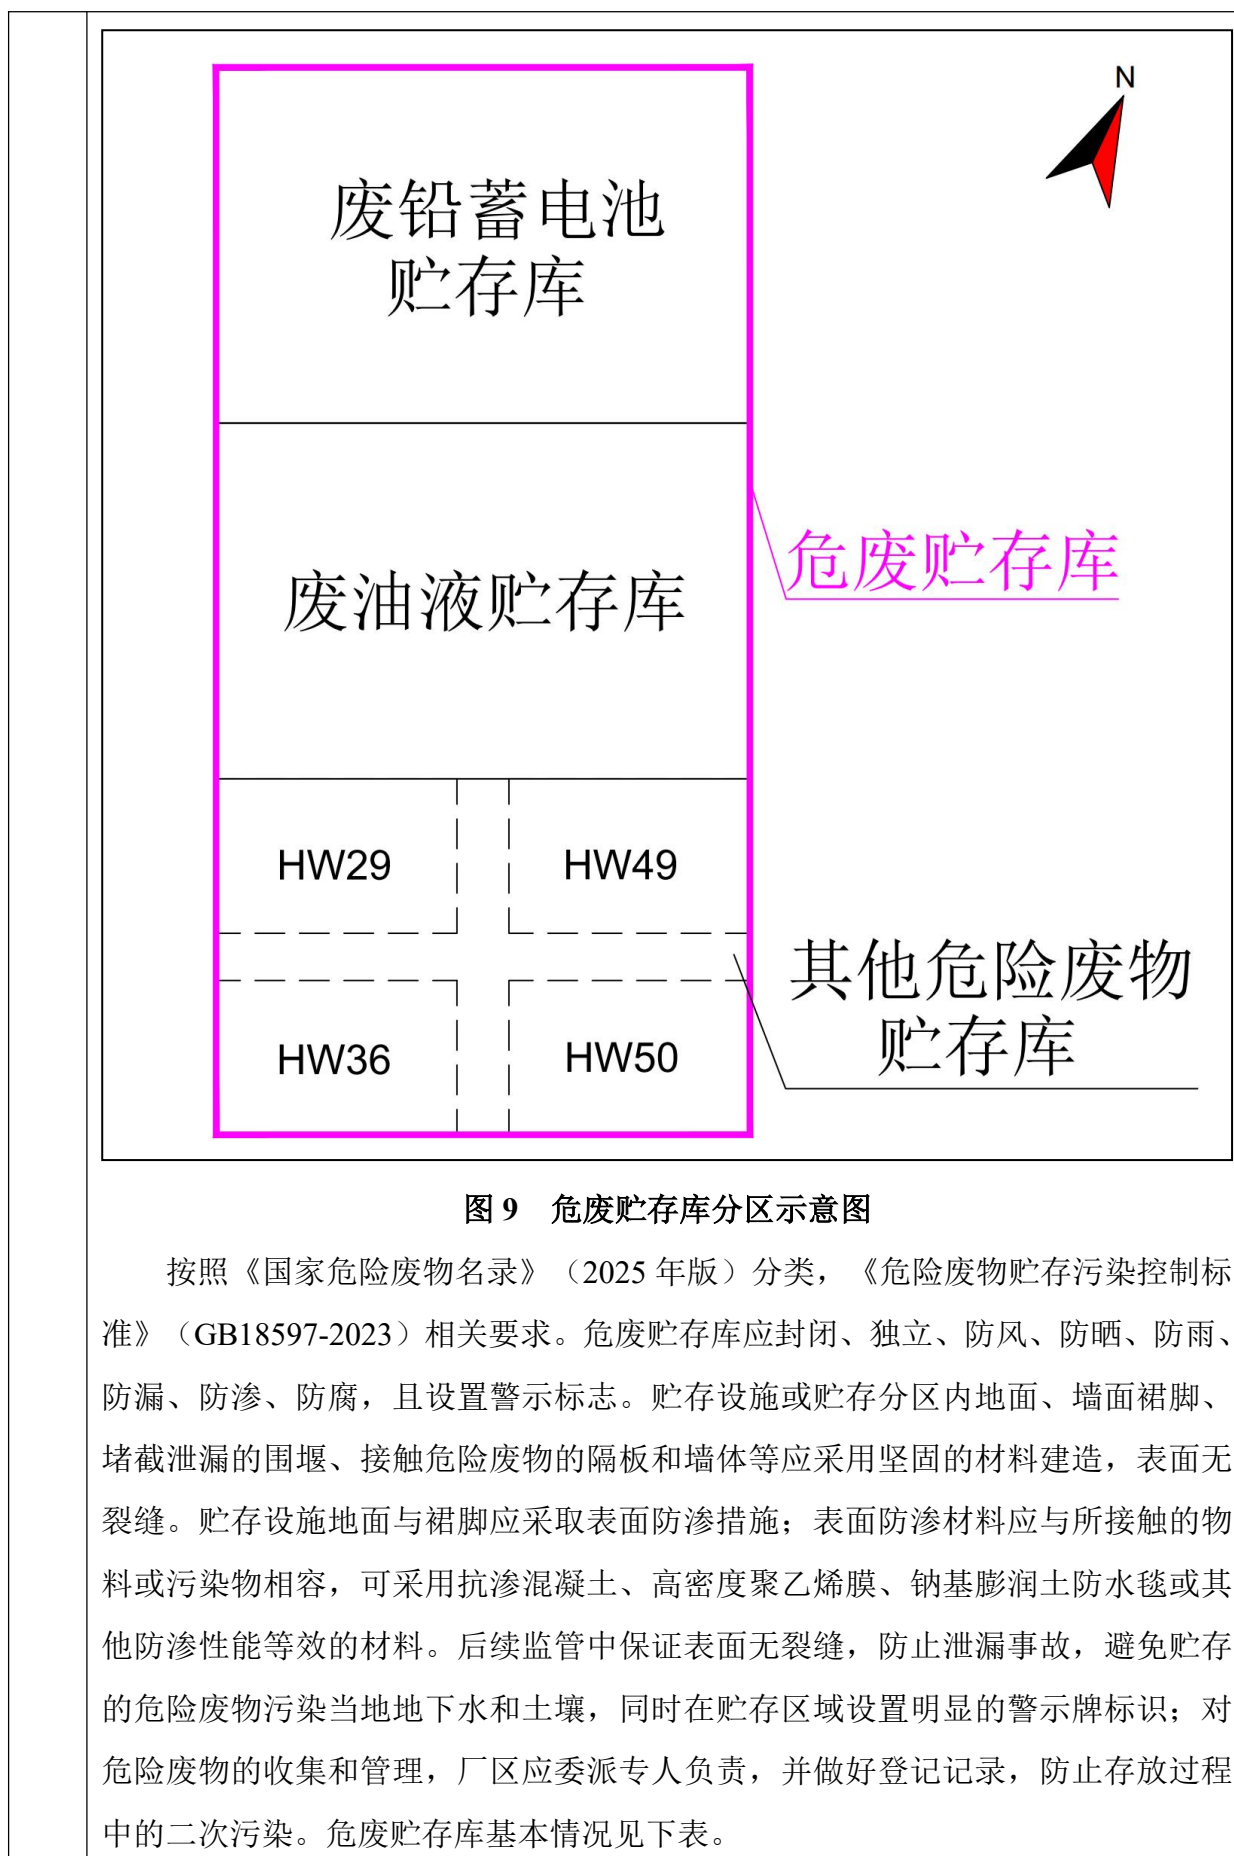 N
废铅蓄电池
贮存库
危废贮存库
废油液贮存库
HW29
HW49
其他危险废物
贮存库
HW36
HW50
图 9 危废贮存库分区示意图
按照《国家危险废物名录》（2025 年版）分类，《危险废物贮存污染控制标
准》（GB18597-2023）相关要求。危废贮存库应封闭、独立、防风、防晒、防雨、
防漏、防渗、防腐，且设置警示标志。贮存设施或贮存分区内地面、墙面裙脚、
堵截泄漏的围堰、接触危险废物的隔板和墙体等应采用坚固的材料建造，表面无
裂缝。贮存设施地面与裙脚应采取表面防渗措施；表面防渗材料应与所接触的物
料或污染物相容，可采用抗渗混凝土、高密度聚乙烯膜、钠基膨润土防水毯或其
他防渗性能等效的材料。后续监管中保证表面无裂缝，防止泄漏事故，避免贮存
的危险废物污染当地地下水和土壤，同时在贮存区域设置明显的警示牌标识；对
危险废物的收集和管理，厂区应委派专人负责，并做好登记记录，防止存放过程
中的二次污染。危废贮存库基本情况见下表。